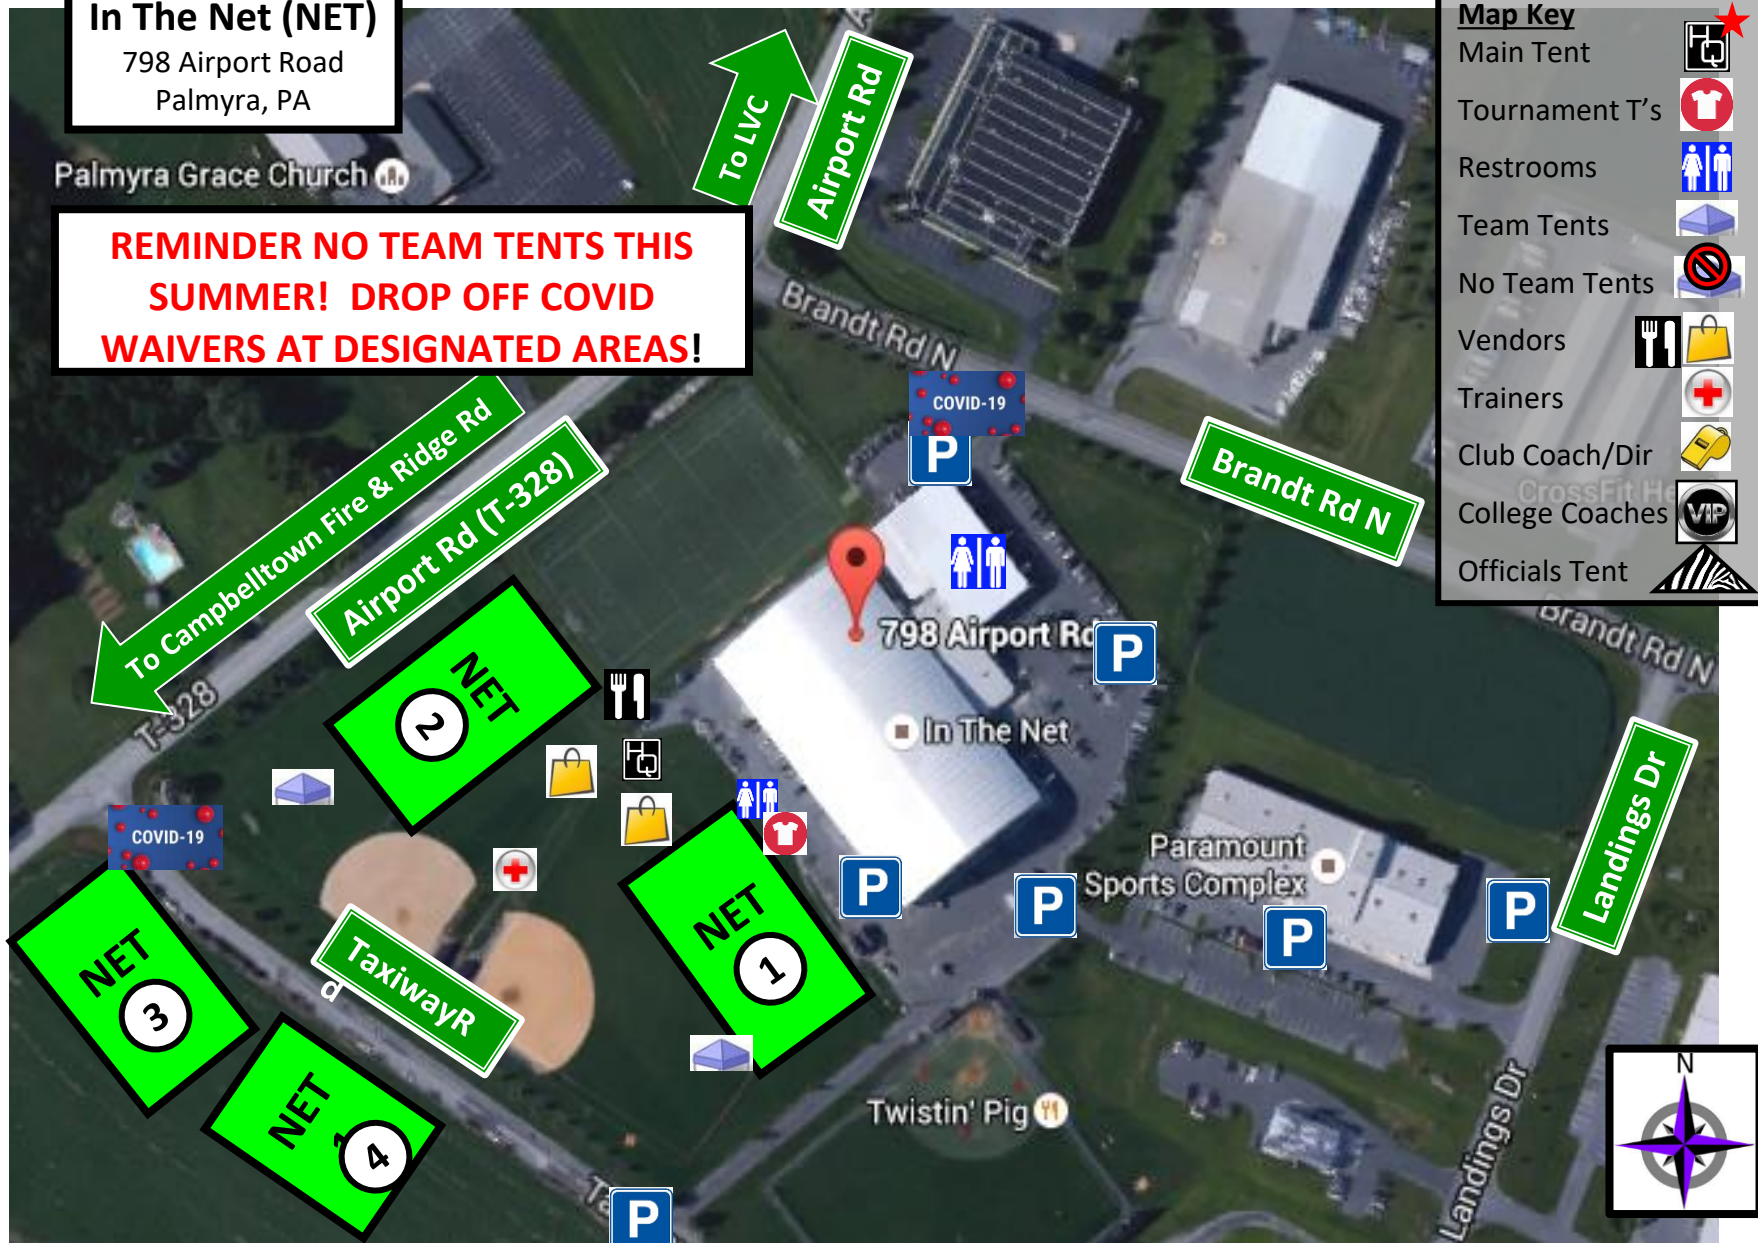 In The Net (NET)
798 Airport Road
Palmyra, PA
Palmyra Grace Church
REMINDER NO TEAM TENTS THIS
SUMMER! DROP OFF COVID
WAIVERS AT DESIGNATED AREAS!
To LVC
Airport Rd
Map Key
Main Tent
HQ
Tournament T's
Restrooms
Team Tents
No Team Tents
Vendors
Trainers
Club Coach/Dir
College Coaches
VIP
Officials Tent
Brandt Rd N
COVID-19
P
Brandt Rd N
Brandt Rd N
To Campbelltown Fire & Ridge Rd
Airport Rd (T-328)
T-328
798 Airport Rd
P
In The Net
NET
2
HQ
COVID-19
NET
1
P
P
Paramount
Sports Complex
P
P
Landings Dr
NET
3
TaxiwayR
d
NET
4
Twistin' Pig
Landings Dr
P
N